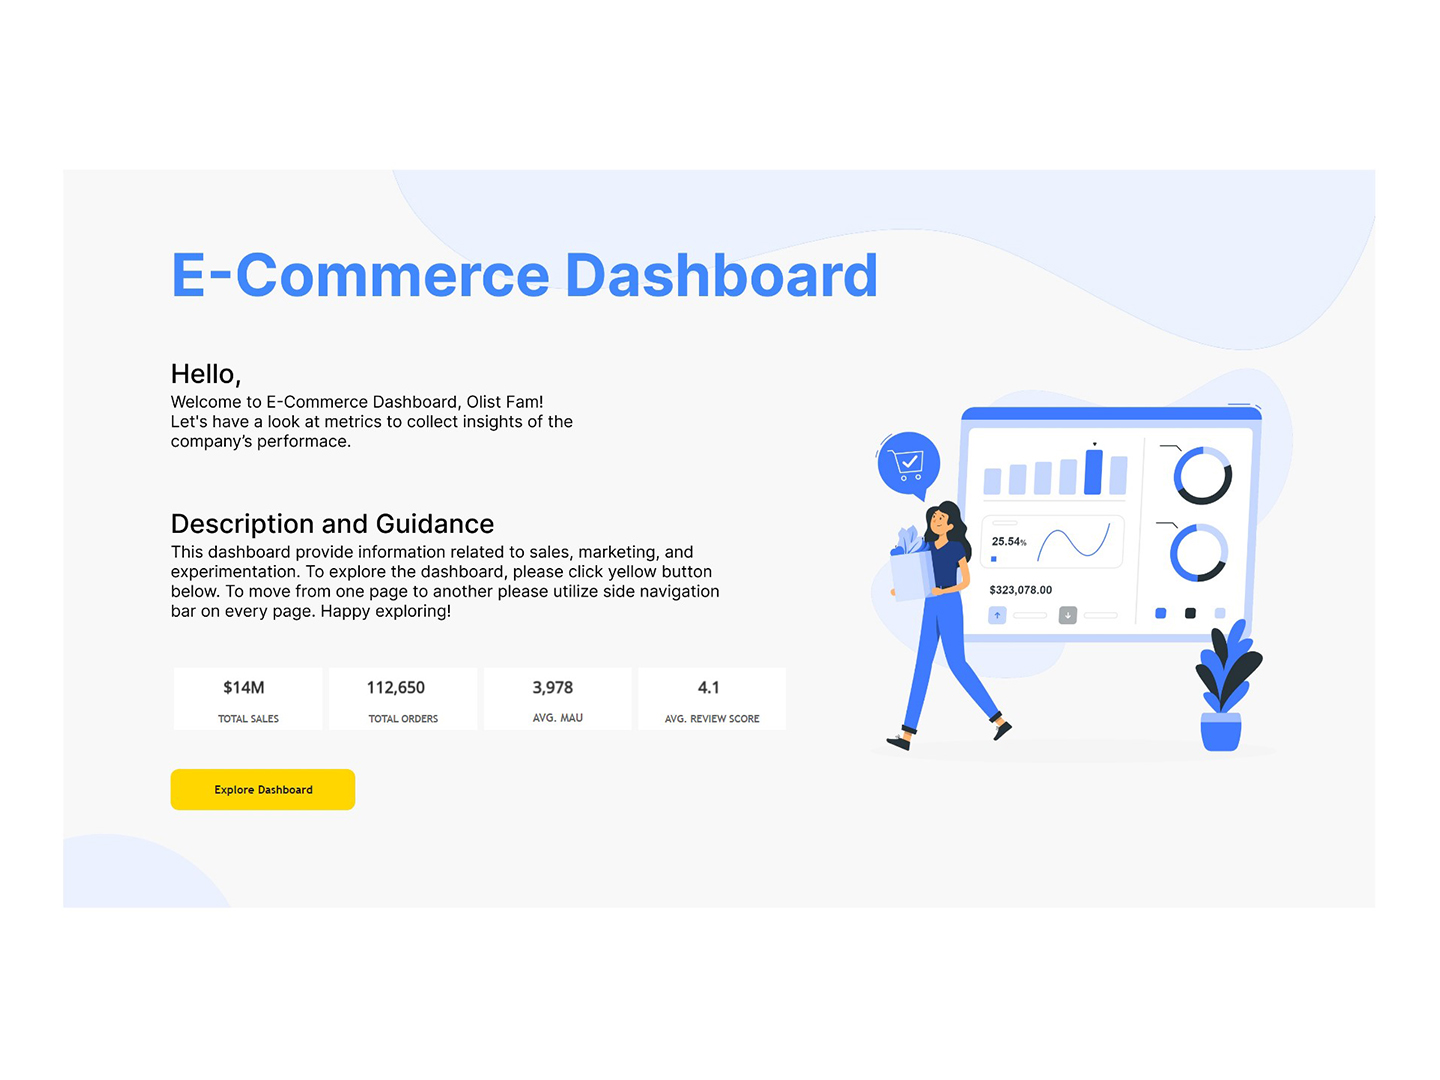 E-Commerce Dashboard
Hello,
Welcome to E-Commerce Dashboard, Olist Fam!
Let's have a look at metrics to collect insights of the
company’s performace.
Description and Guidance
This dashboard provide information related to sales, marketing, and
experimentation. To explore the dashboard, please click yellow button
below. To move from one page to another please utilize side navigation
bar on every page. Happy exploring!
$14M
TOTAL SALES
112,650
TOTAL ORDERS
3,978
AVG. MAU
4.1
AVG. REVIEW SCORE
Explore Dashboard
25.54%
$323,078.00